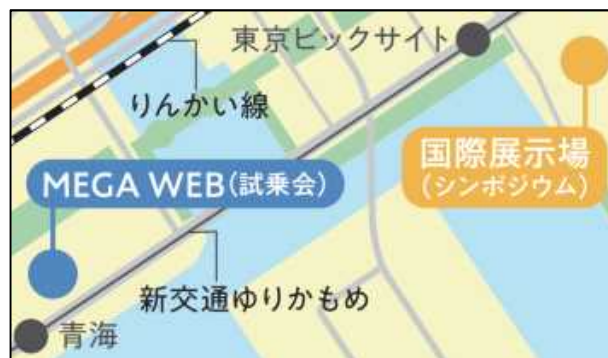 東京ビックサイト
りんかい線
国際展示場
(シンポジウム)
MEGA WEB(試乗会)
新交通ゆりかもめ
青海